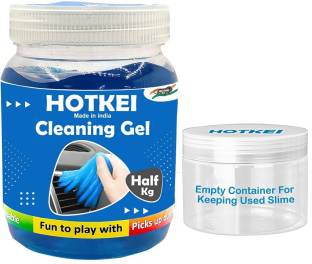 HOTKEI
Made in india
Cleaning Gel
Half
Kg
Fun to play with
Picks up
HOTKEI
Empty Container For
Keeping Used Slime